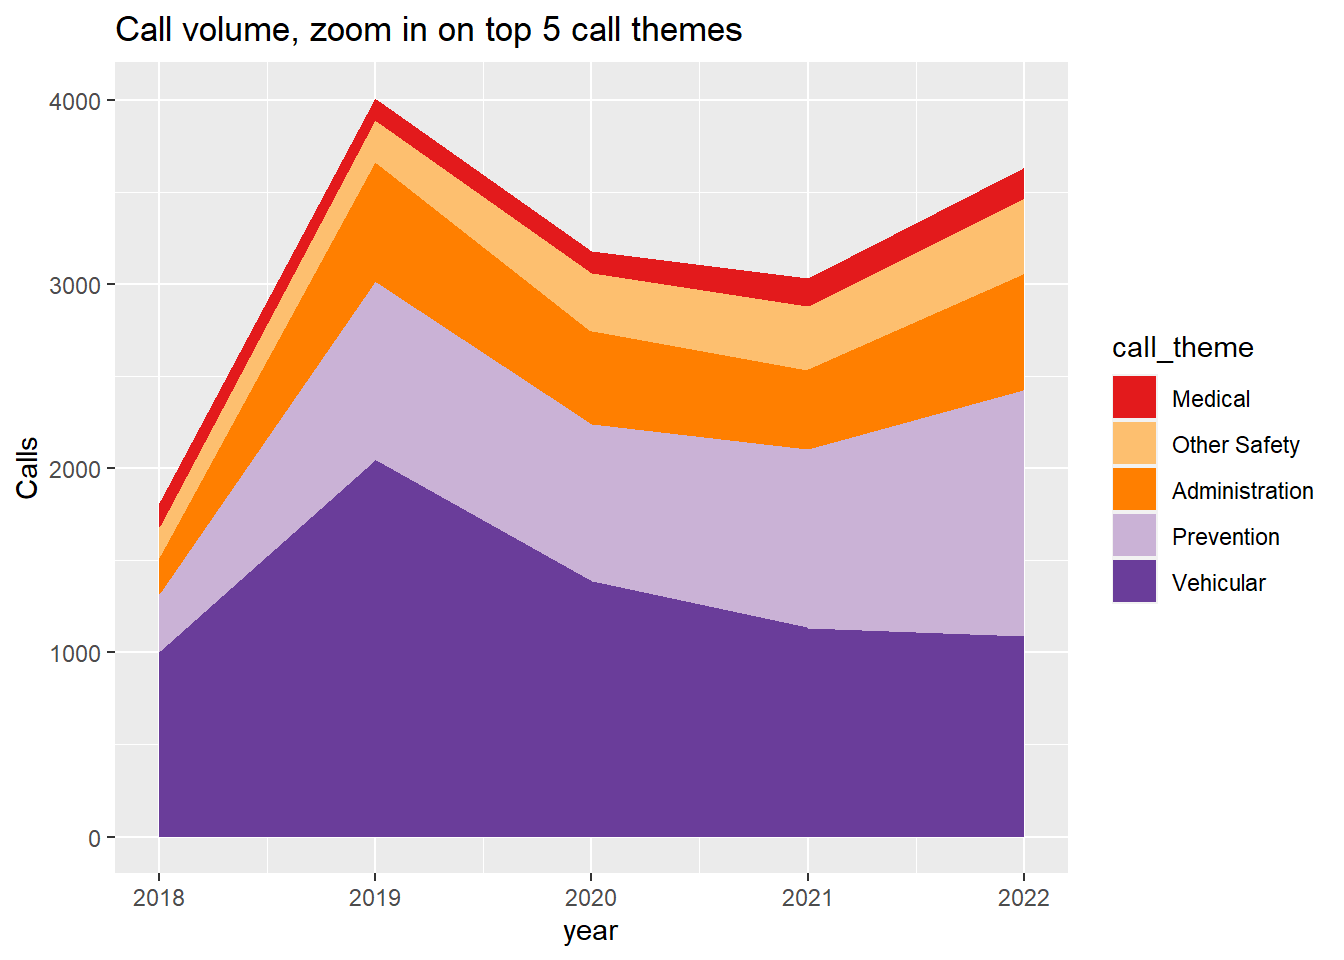 Call volume, zoom in on top 5 call themes
4000
3000
2000
1000
0
Calls
2018 2019 2020 2021 2022
year
call_theme
Medical
Other Safety
Administration
Prevention
Vehicular